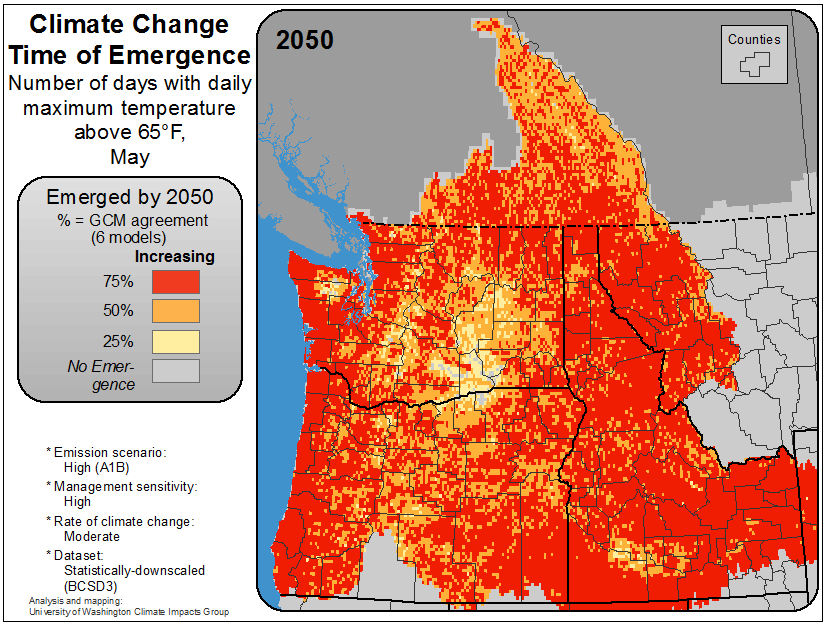 Climate Change
Time of Emergence
Number of days with daily
maximum temperature
above 65°F,
May
Emerged by 2050
% = GCM agreement
(6 models)
Increasing
75%
50%
25%
No Emer-
gence
* Emission scenario:
High (A1B)
* Management sensitivity:
High
* Rate of climate change:
Moderate
* Dataset:
Statistically-downscaled
(BCSD3)
Analysis and mapping:
University of Washington Climate Impacts Group
2050
Counties